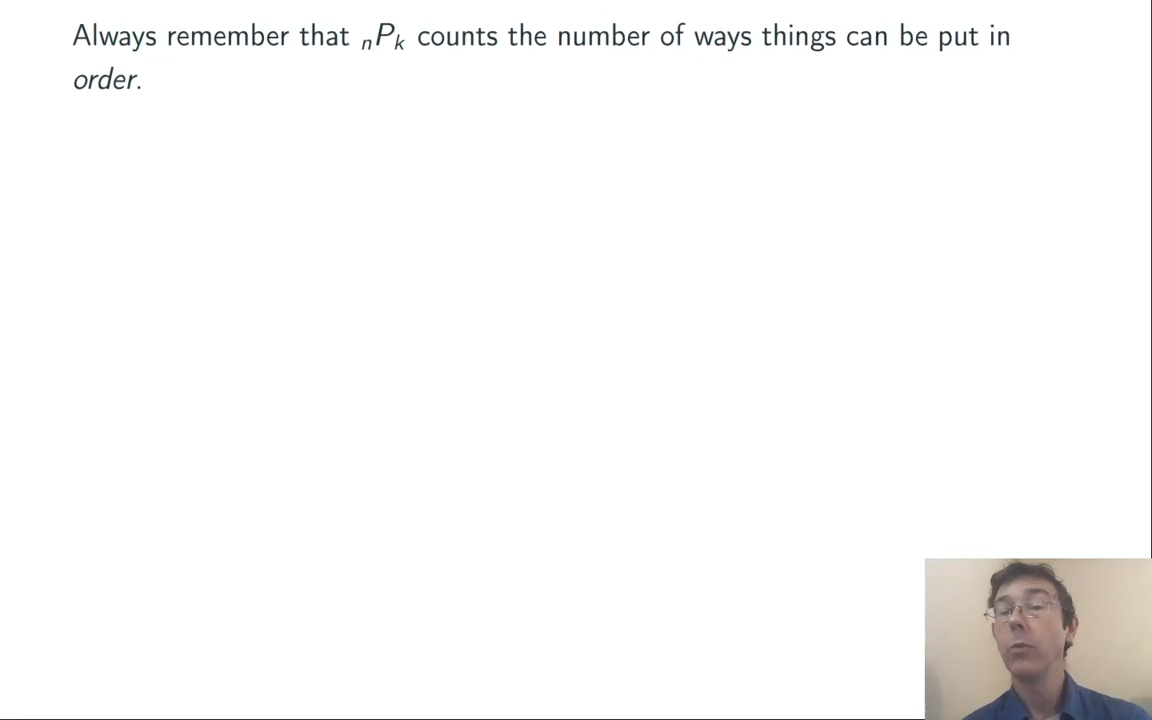 Always remember that ₙPₖ counts the number of ways things can be put in
order.